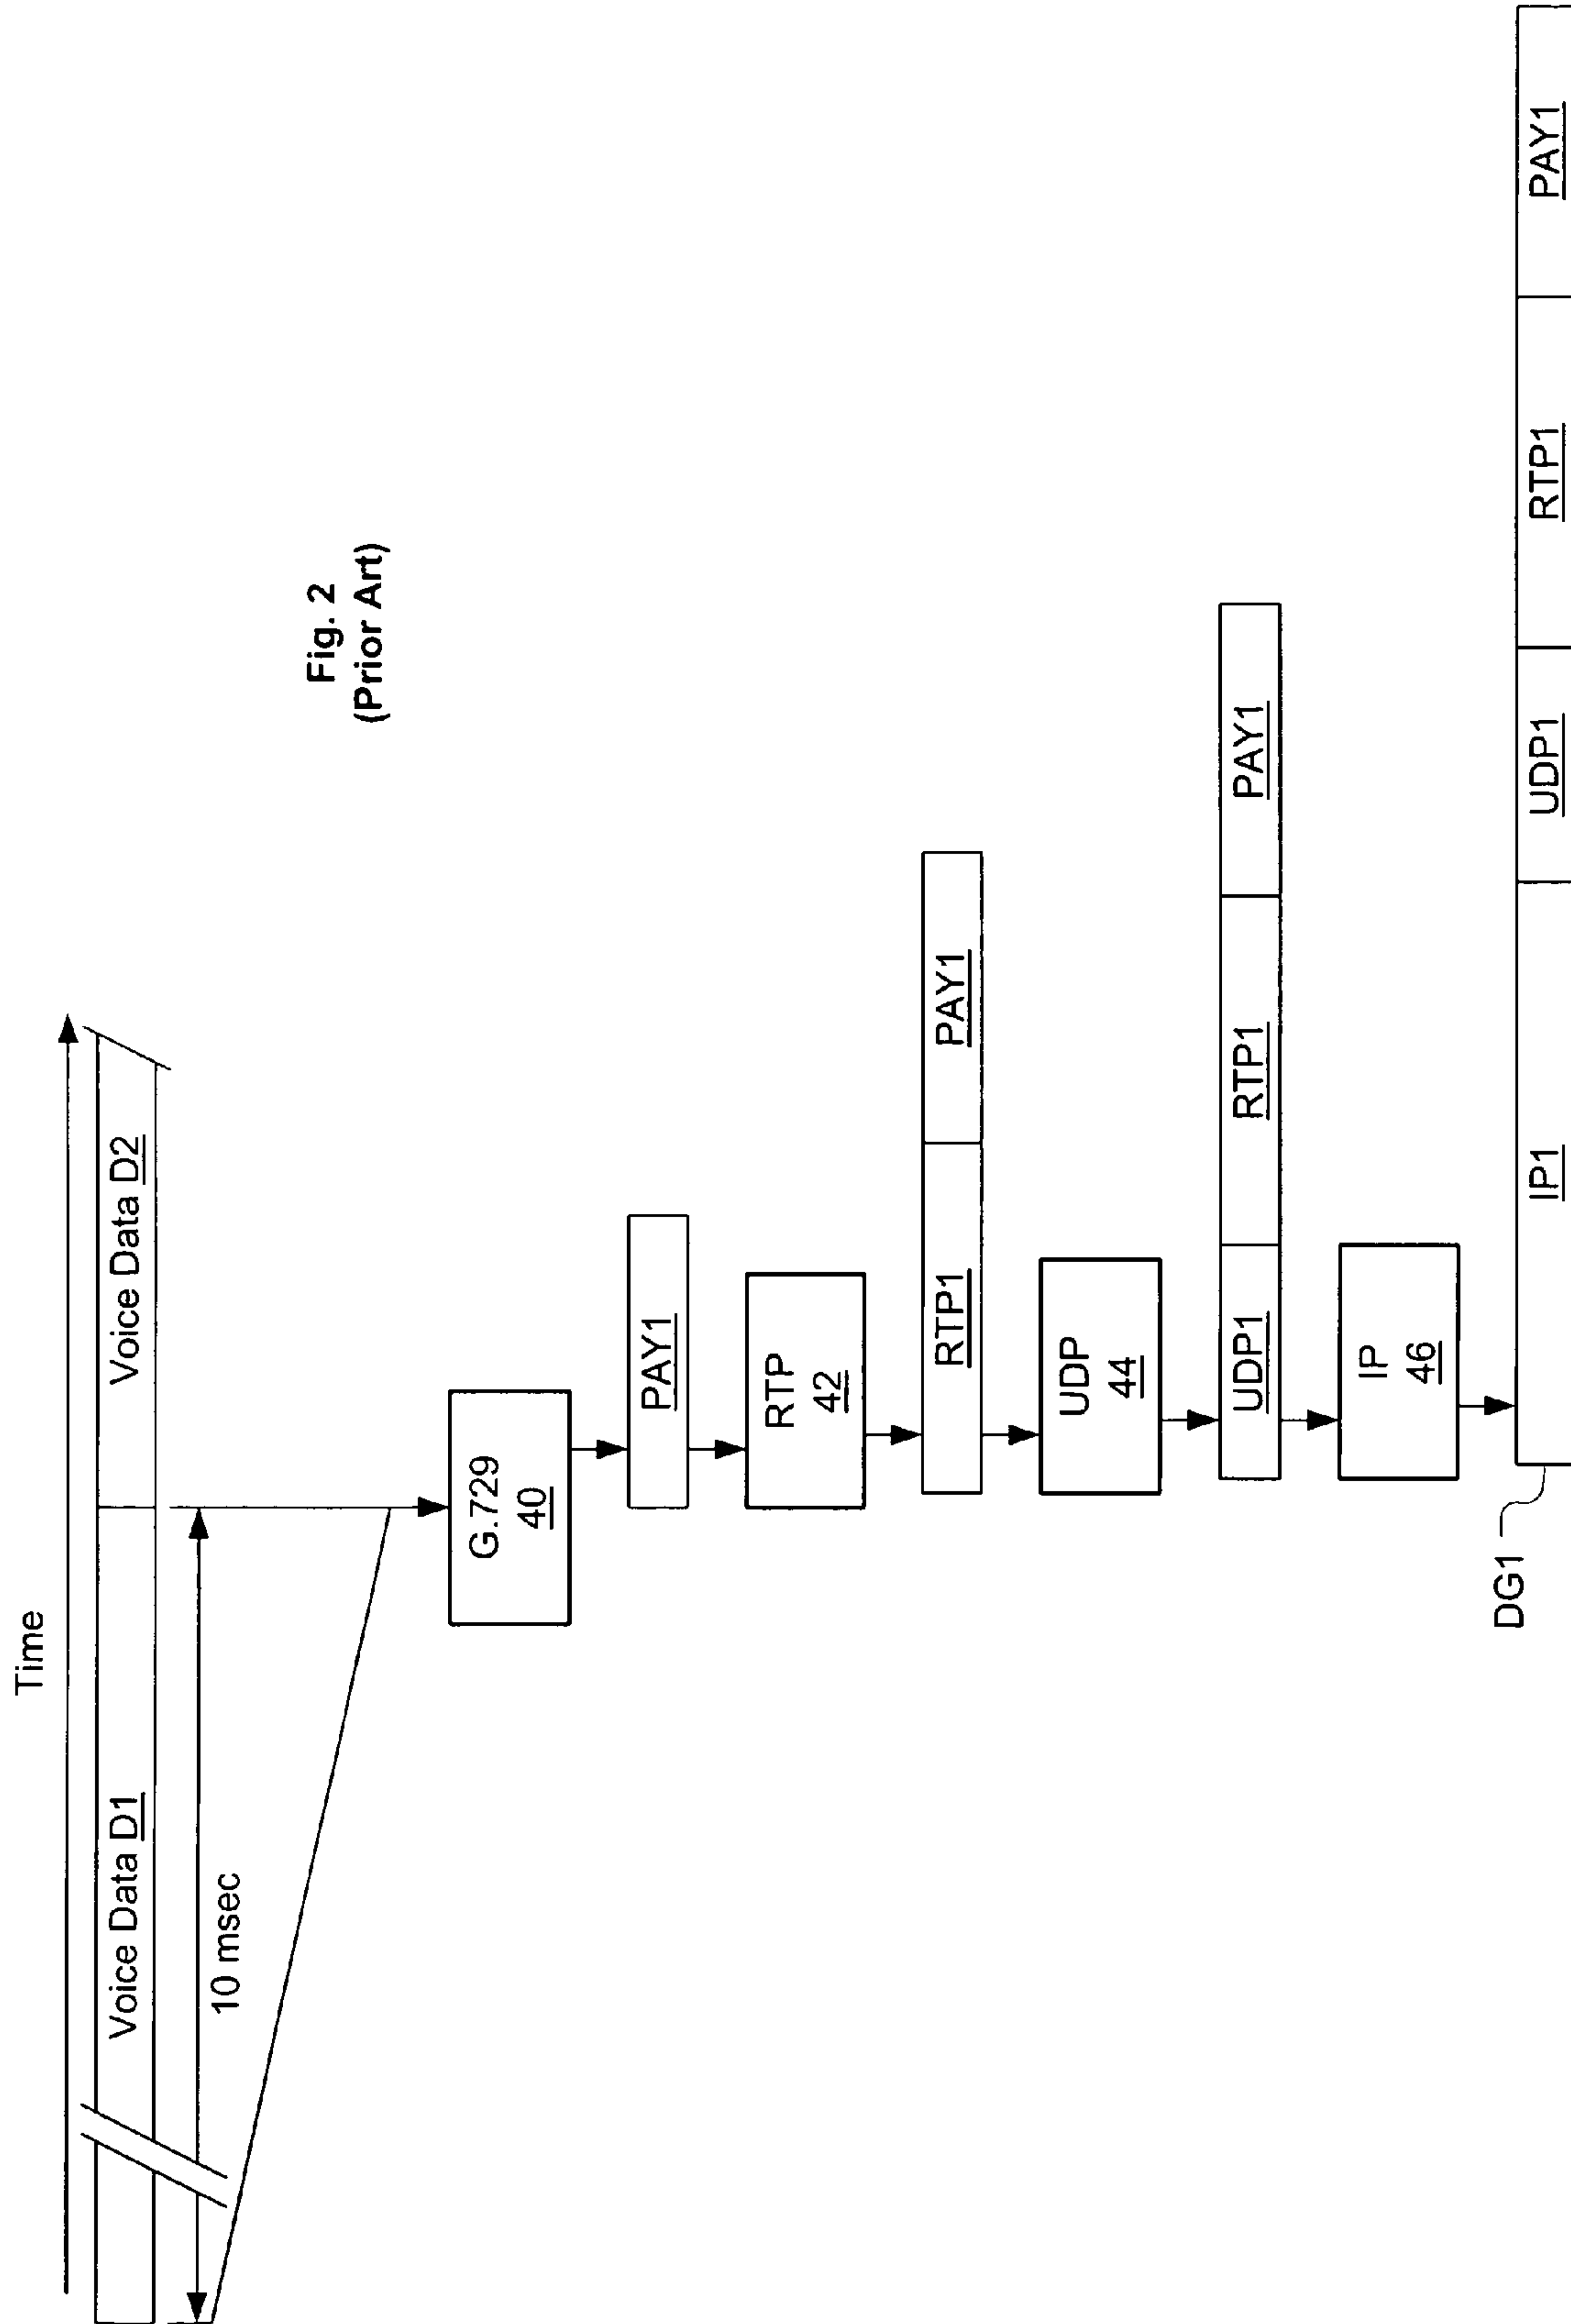 Time
Voice Data D1
Voice Data D2
10 msec
Fig. 2
(Prior Art)
G.729
40
PAY1
RTP
42
RTP1
PAY1
UDP
44
UDP1
RTP1
PAY1
IP
46
DG1
IP1
UDP1
RTP1
PAY1